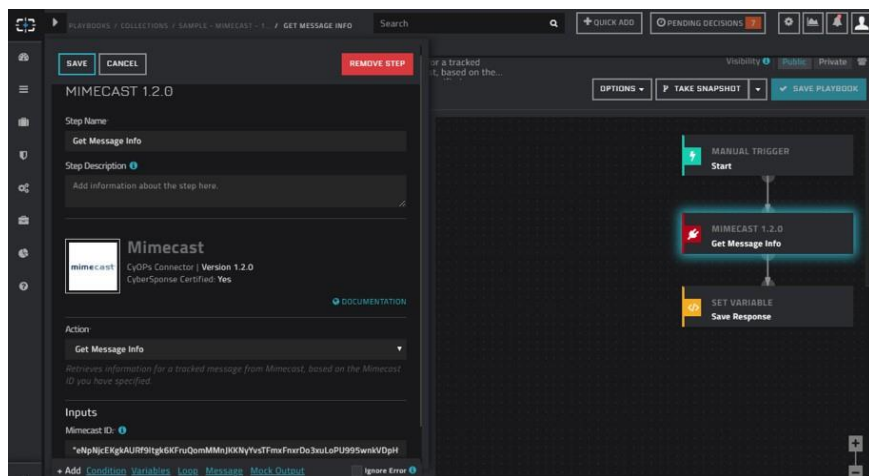 PLAYBOOKS / COLLECTIONS / SAMPLE - MIMECAST - 1... / GET MESSAGE INFO
Search
+ QUICK ADD
PENDING DECISIONS 7
SAVE
CANCEL
REMOVE STEP
or a tracked
t, based on the...
Visibility
Public
Private
OPTIONS
TAKE SNAPSHOT
SAVE PLAYBOOK
MIMECAST 1.2.0
Step Name
Get Message Info
Step Description
Add information about the step here.
mimecast
Mimecast
CyOPs Connector | Version 1.2.0
CyberSponse Certified: Yes
DOCUMENTATION
Action
Get Message Info
Retrieves information for a tracked message from Mimecast, based on the Mimecast
ID you have specified.
Inputs
Mimecast ID:
+ Add Condition Variables Loop Message Mock Output
Ignore Error
MANUAL TRIGGER
Start
MIMECAST 1.2.0
Get Message Info
SET VARIABLE
Save Response